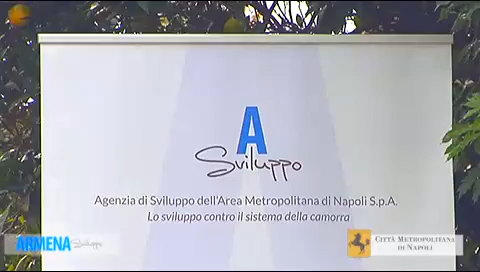 A
Sviluppo
Agenzia di Sviluppo dell'Area Metropolitana di Napoli S.p.A.
Lo sviluppo contro il sistema della camorra
ARMENA Sviluppo
CITTÀ METROPOLITANA
DI NAPOLI